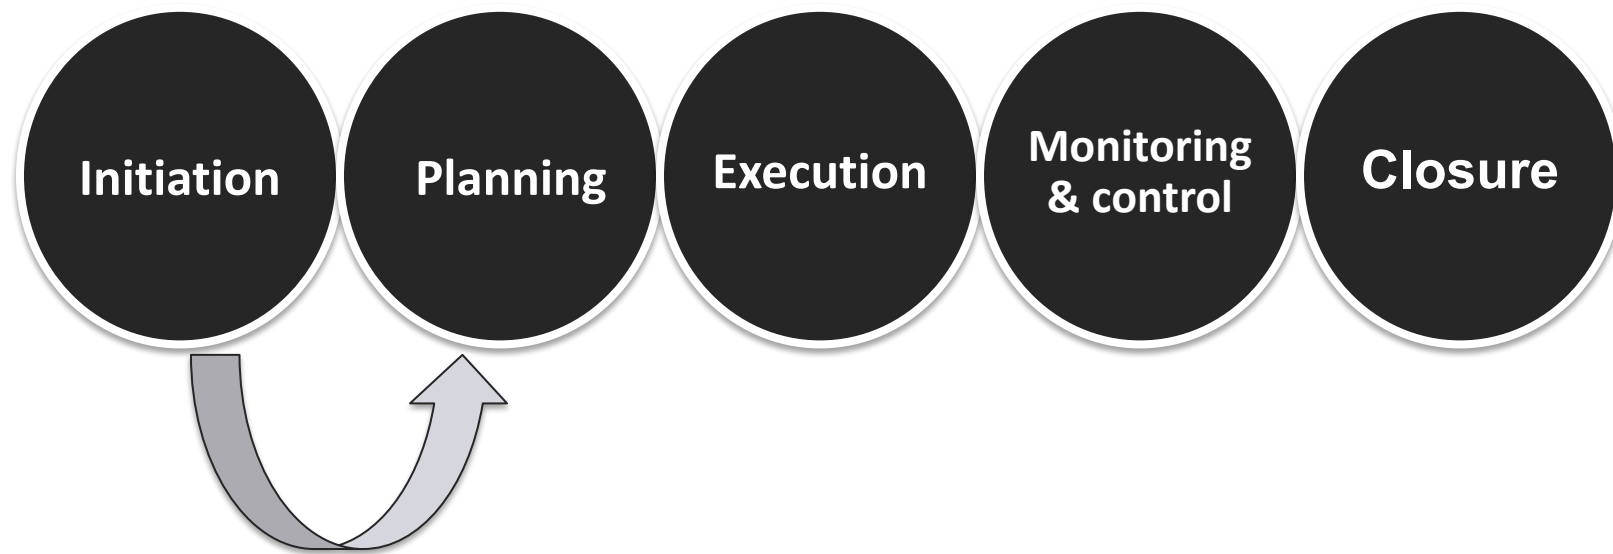 Initiation
Planning
Execution
Monitoring
& control
Closure